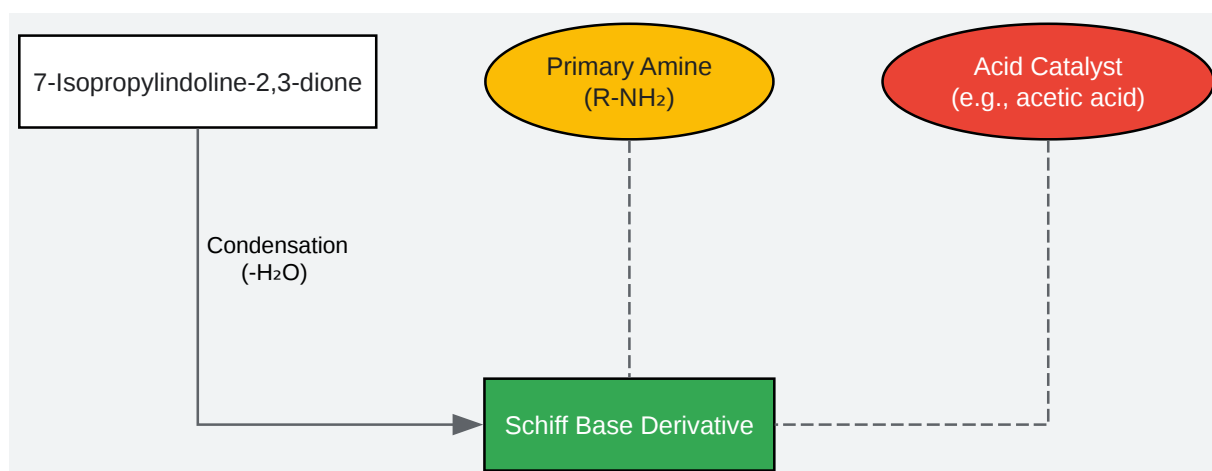 7-Isopropylindoline-2,3-dione
Primary Amine
(R-NH₂)
Acid Catalyst
(e.g., acetic acid)
Condensation
(-H₂O)
Schiff Base Derivative